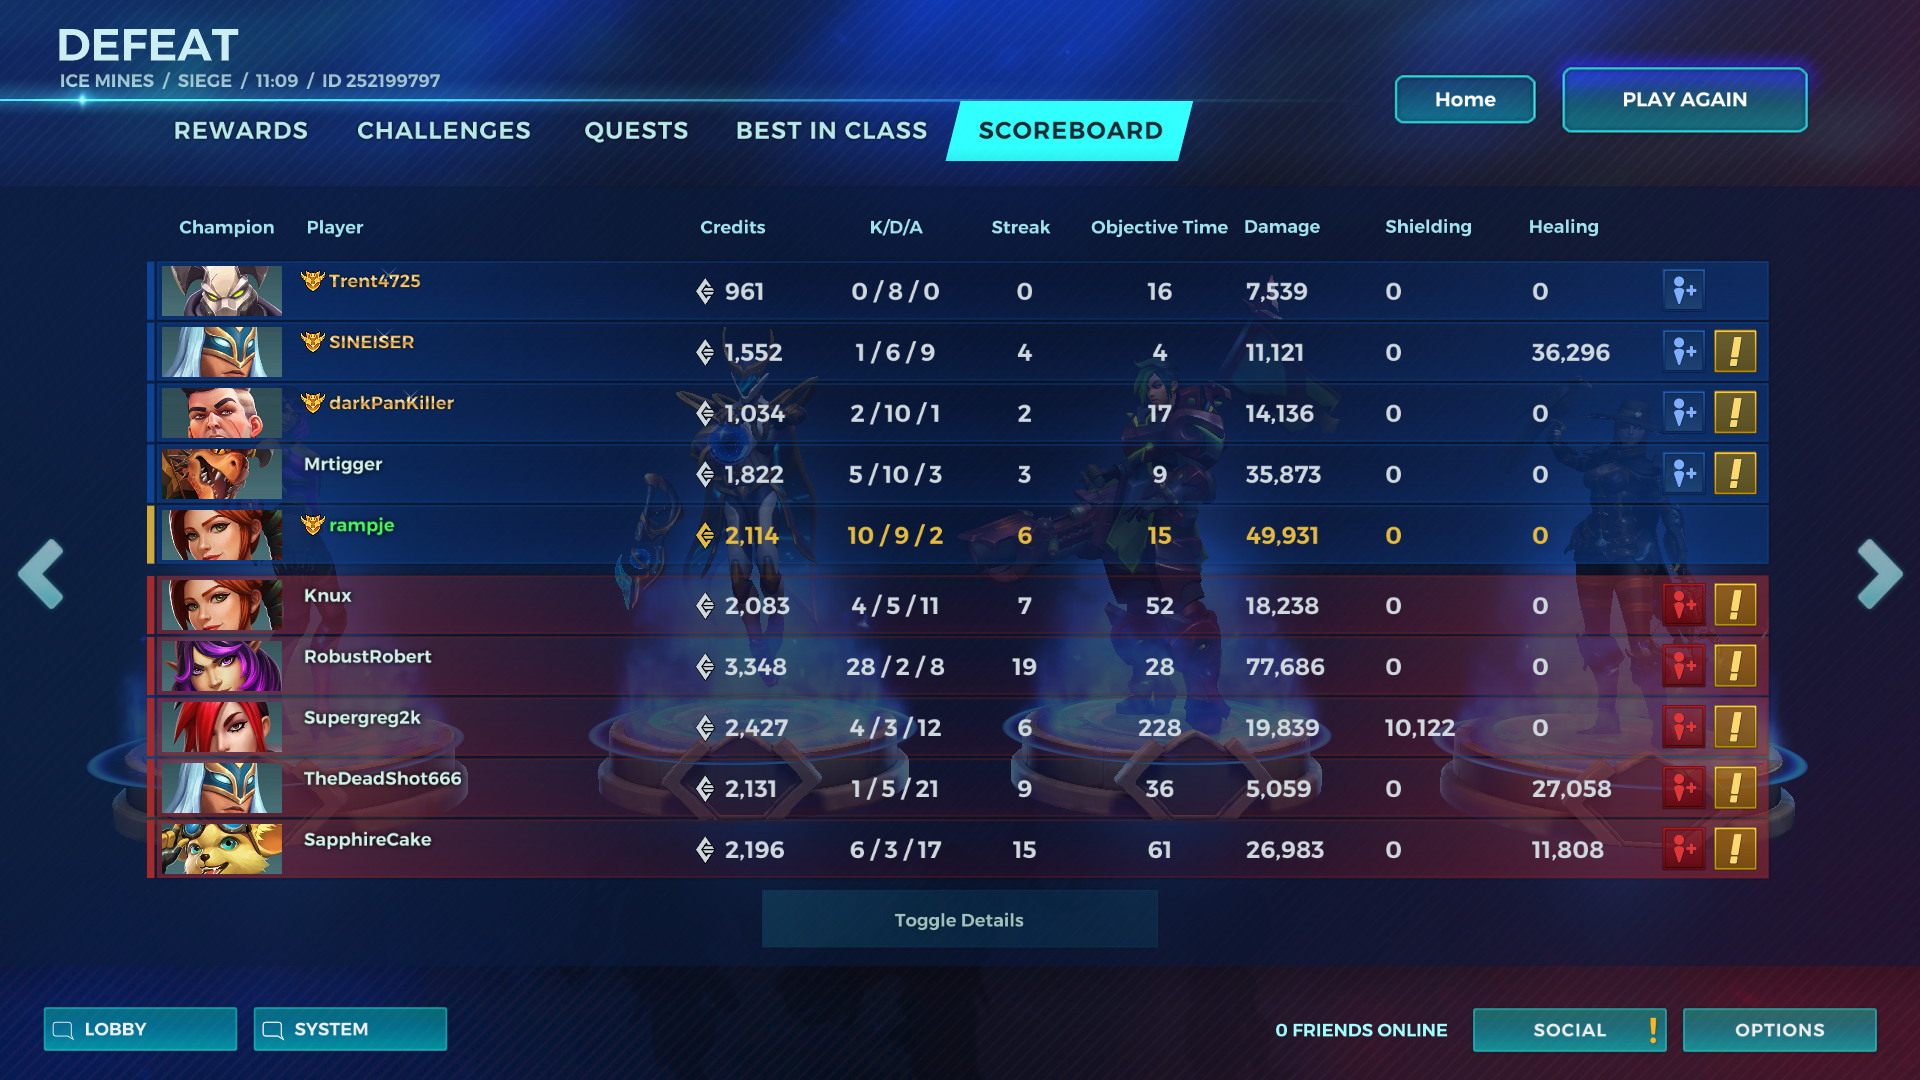 DEFEAT
ICE MINES / SIEGE / 11:09 / ID 252199797
Home
PLAY AGAIN
REWARDS CHALLENGES QUESTS BEST IN CLASS SCOREBOARD
Champion Player Credits K/D/A Streak Objective Time Damage Shielding Healing
Trent4725 961 0 / 8 / 0 0 16 7,539 0 0
SINEISER 1,552 1 / 6 / 9 4 4 11,121 0 36,296 !
darkPanKiller 1,034 2 / 10 / 1 2 17 14,136 0 0 !
Mrtigger 1,822 5 / 10 / 3 3 9 35,873 0 0 !
rampje 2,114 10 / 9 / 2 6 15 49,931 0 0
Knux 2,083 4 / 5 / 11 7 52 18,238 0 0 !
RobustRobert 3,348 28 / 2 / 8 19 28 77,686 0 0 !
Supergreg2k 2,427 4 / 3 / 12 6 228 19,839 10,122 0 !
TheDeadShot666 2,131 1 / 5 / 21 9 36 5,059 0 27,058 !
SapphireCake 2,196 6 / 3 / 17 15 61 26,983 0 11,808 !
Toggle Details
LOBBY SYSTEM 0 FRIENDS ONLINE SOCIAL ! OPTIONS